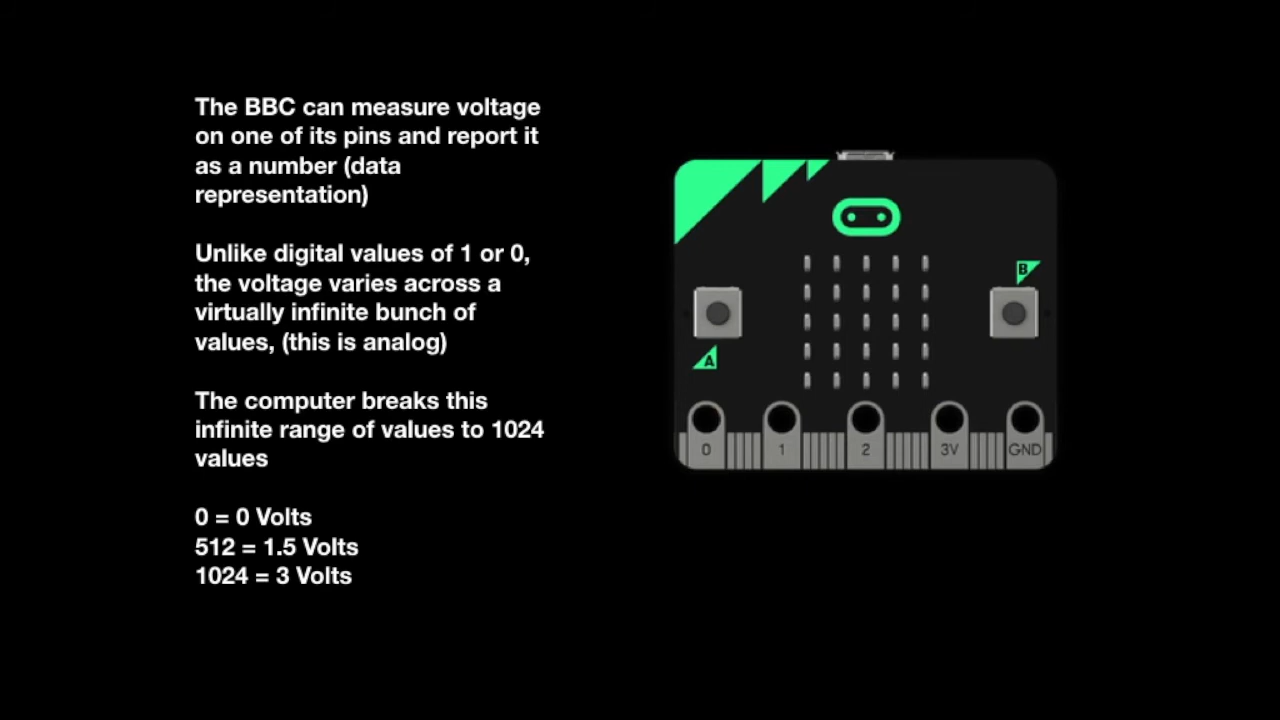 The BBC can measure voltage
on one of its pins and report it
as a number (data
representation)
Unlike digital values of 1 or 0,
the voltage varies across a
virtually infinite bunch of
values, (this is analog)
The computer breaks this
infinite range of values to 1024
values
0 = 0 Volts
512 = 1.5 Volts
1024 = 3 Volts
B
A
0
1
2
3V
GND